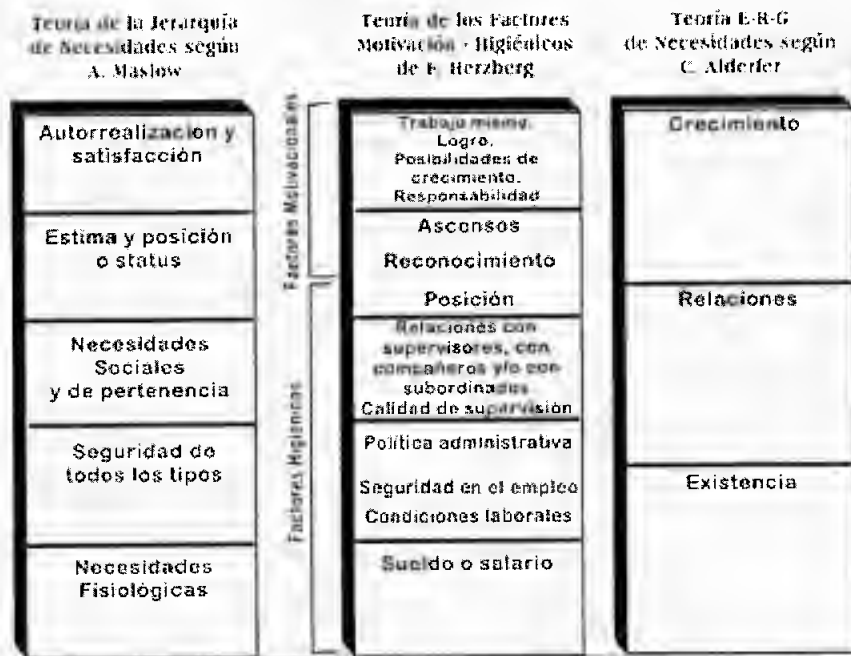 Teoría de la Jerarquía
de Necesidades según
A. Maslow
Autorrealización y
satisfacción
Estima y posición
o status
Necesidades
Sociales
y de pertenencia
Seguridad de
todos los tipos
Necesidades
Fisiológicas
Teoría de los Factores
Motivación - Higiénicos
de F. Herzberg
Factores Motivacionales
Factores Higiénicos
Trabajo mismo.
Logro.
Posibilidades de
crecimiento.
Responsabilidad
Ascensos
Reconocimiento
Posición
Relaciones con
supervisores, con
compañeros y/o con
subordinados
Calidad de supervisión
Política administrativa
Seguridad en el empleo
Condiciones laborales
Sueldo o salario
Teoría E-R-G
de Necesidades según
C. Alderfer
Crecimiento
Relaciones
Existencia